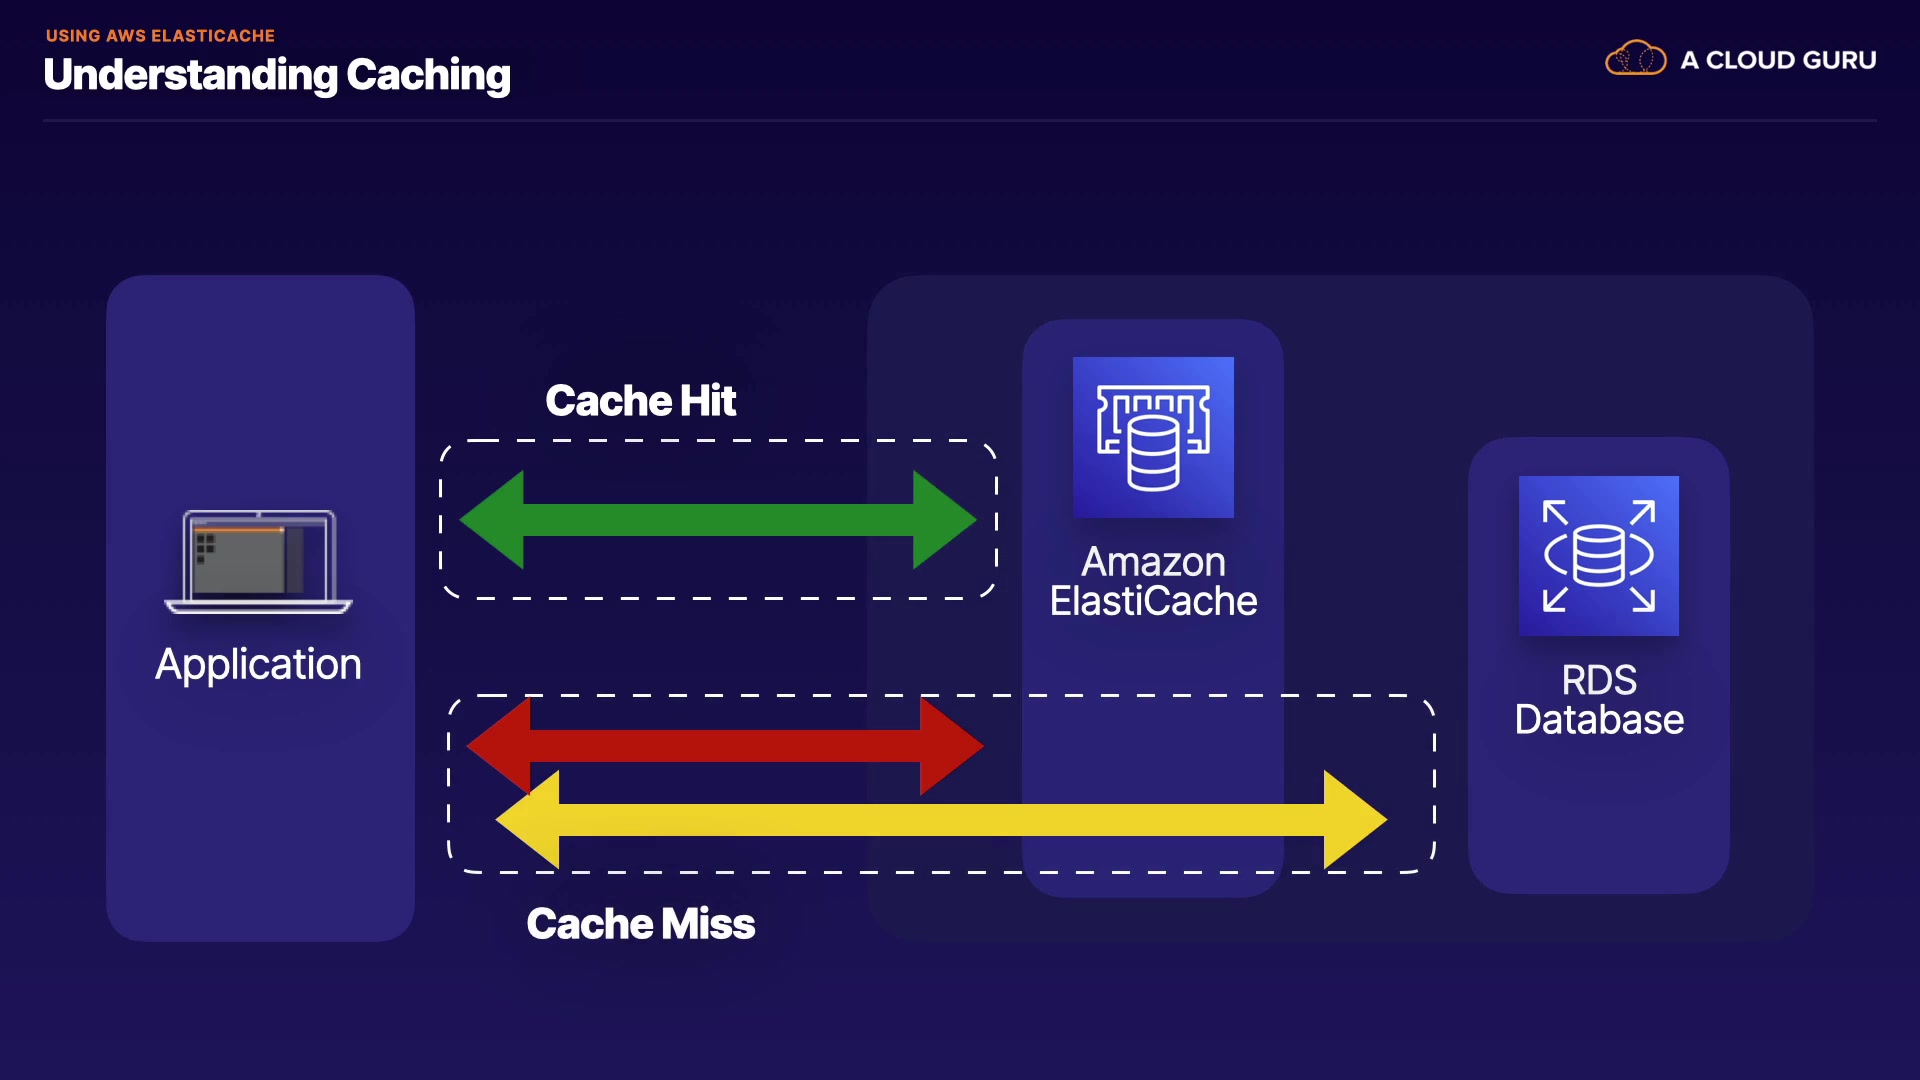 USING AWS ELASTICACHE
Understanding Caching
A CLOUD GURU
Cache Hit
Amazon
ElastiCache
Application
RDS
Database
Cache Miss